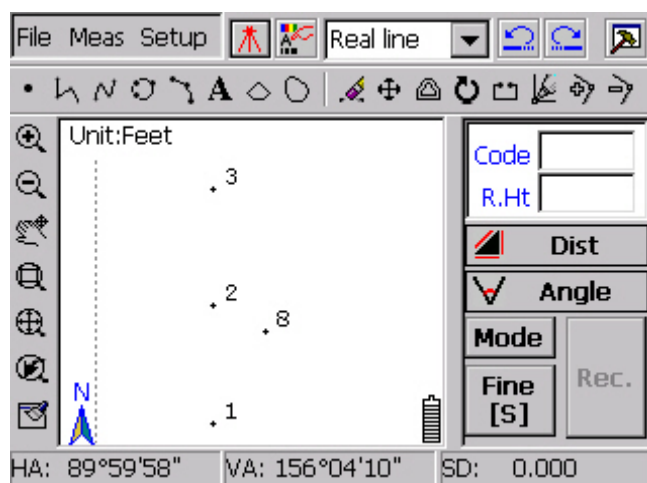 File Meas Setup Real line
A
Unit:Feet
Code
3
R.Ht
Dist
2
Angle
8
Mode
Rec.
Fine
[S]
N
1
HA: 89°59'58" VA: 156°04'10" SD: 0.000